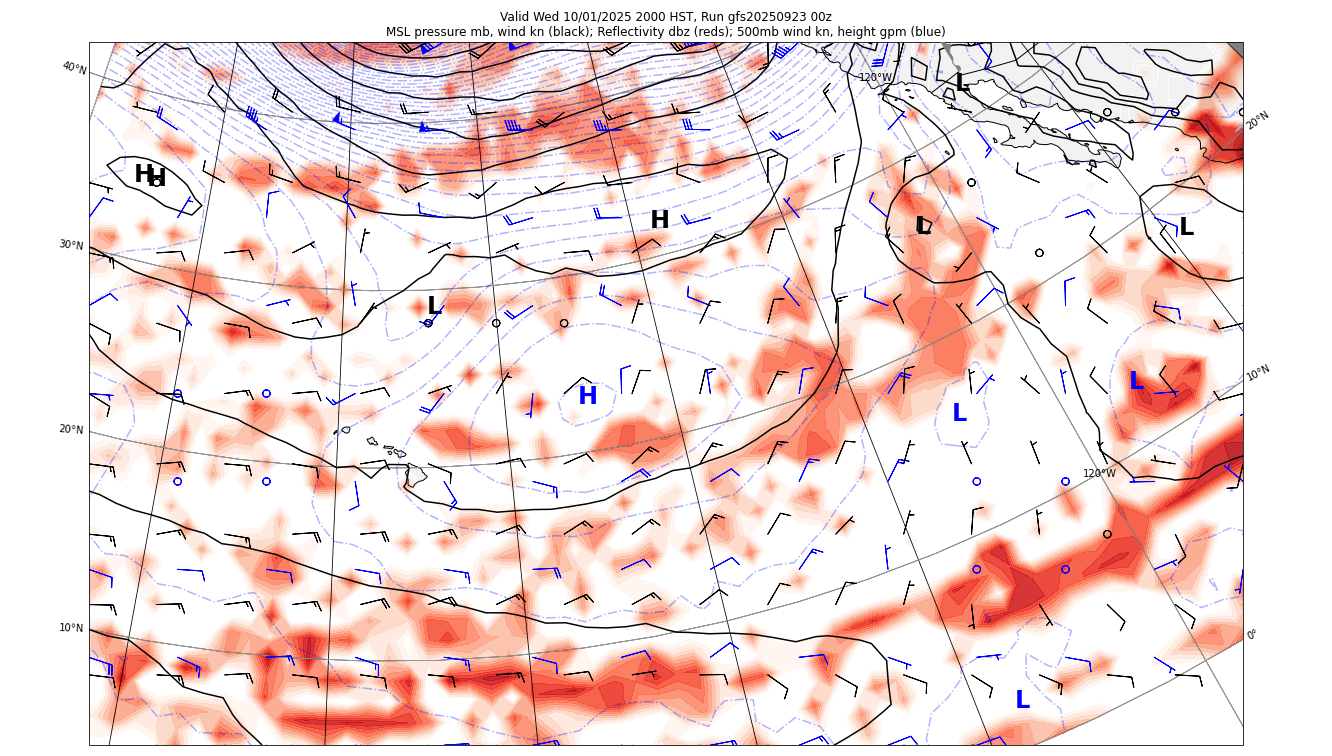 Valid Wed 10/01/2025 2000 HST, Run gfs20250923 00z
MSL pressure mb, wind kn (black); Reflectivity dbz (reds); 500mb wind kn, height gpm (blue)
40°N
120°W
L
20°N
H H
30°N
H
L
L
L
L
10°N
H
L
L
20°N
120°W
10°N
0°
L